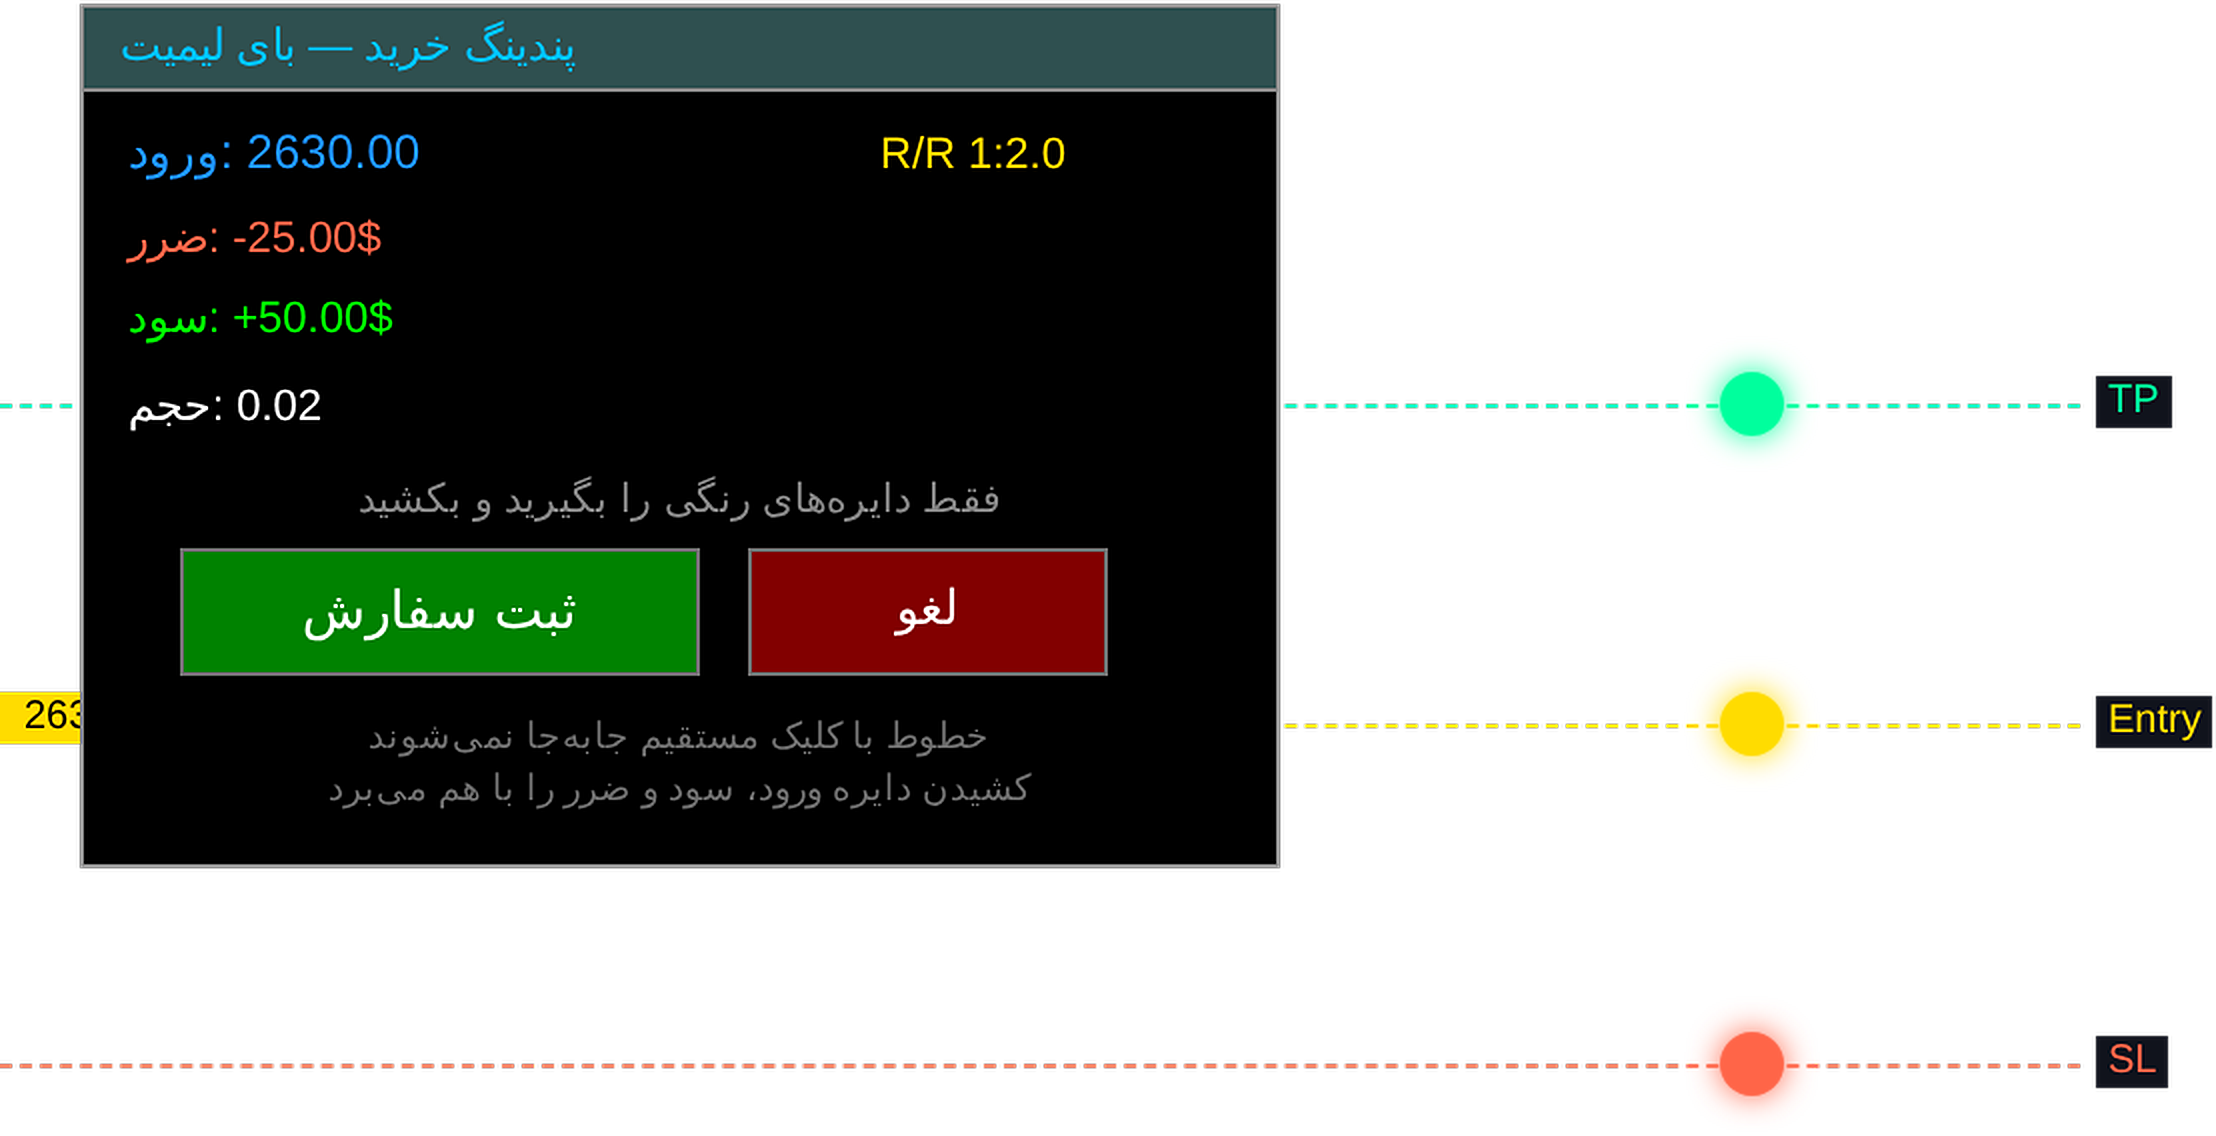 پندینگ خرید — بای لیمیت
ورود: 2630.00
R/R 1:2.0
ضرر: -25.00$
سود: +50.00$
حجم: 0.02
TP
فقط دایره‌های رنگی را بگیرید و بکشید
ثبت سفارش
لغو
263
Entry
خطوط با کلیک مستقیم جابه‌جا نمی‌شوند
کشیدن دایره ورود، سود و ضرر را با هم می‌برد
SL